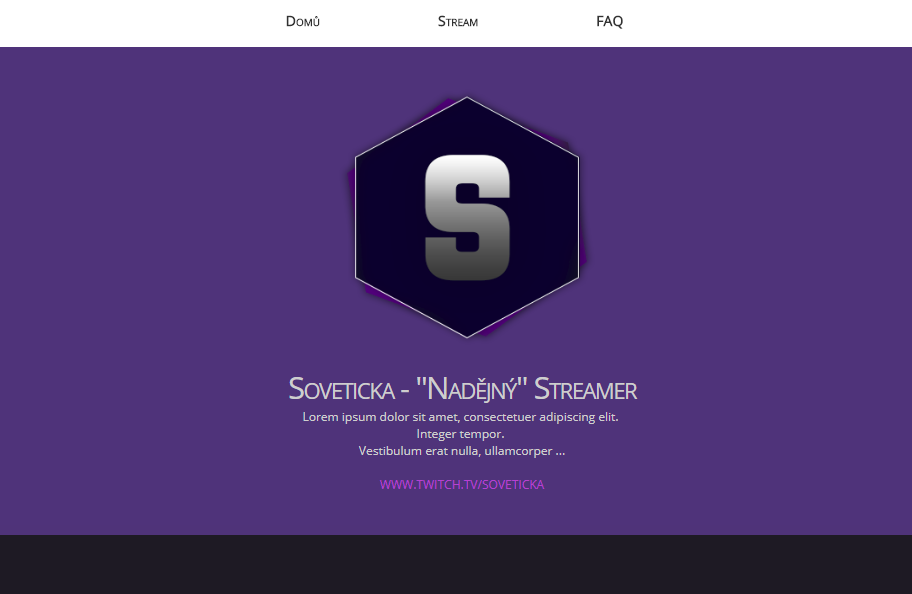 Domů Stream FAQ
S
Soveticka - "Nadějný" Streamer
Lorem ipsum dolor sit amet, consectetuer adipiscing elit.
Integer tempor.
Vestibulum erat nulla, ullamcorper ...
WWW.TWITCH.TV/SOVETICKA